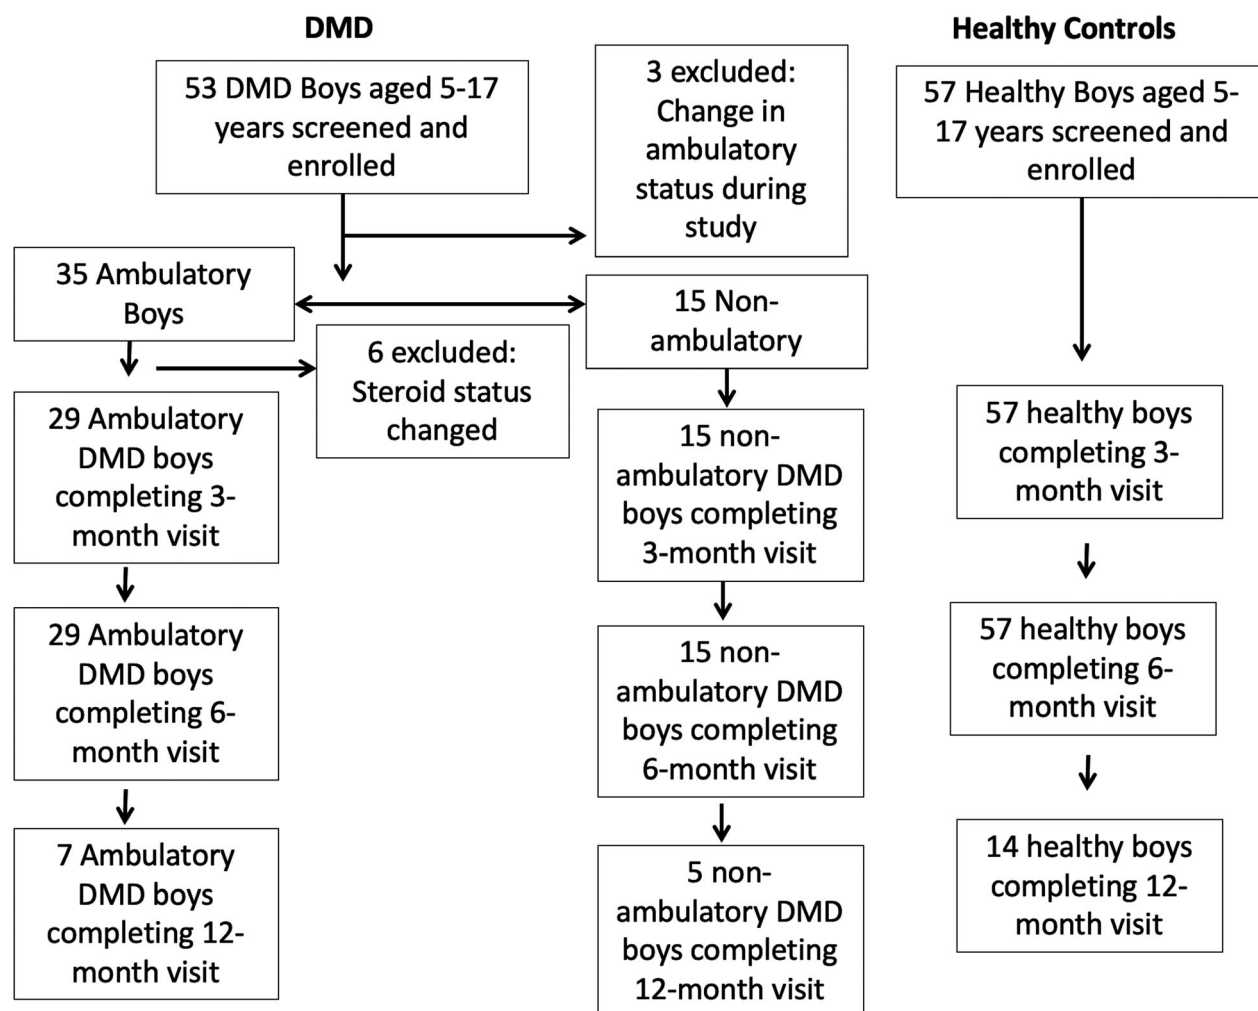 DMD
Healthy Controls
53 DMD Boys aged 5-17
years screened and
enrolled
3 excluded:
Change in
ambulatory
status during
study
57 Healthy Boys aged 5-
17 years screened and
enrolled
35 Ambulatory
Boys
15 Non-
ambulatory
6 excluded:
Steroid status
changed
29 Ambulatory
DMD boys
completing 3-
month visit
15 non-
ambulatory DMD
boys completing
3-month visit
57 healthy boys
completing 3-
month visit
29 Ambulatory
DMD boys
completing 6-
month visit
15 non-
ambulatory DMD
boys completing
6-month visit
57 healthy boys
completing 6-
month visit
7 Ambulatory
DMD boys
completing 12-
month visit
5 non-
ambulatory DMD
boys completing
12-month visit
14 healthy boys
completing 12-
month visit